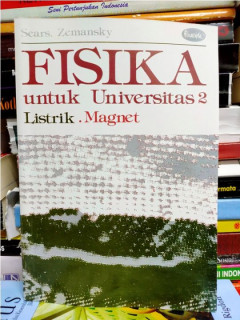 Seni Pertunjukan Indonesia
Sears. Zemansky
FISIKA
untuk Universitas 2
Listrik . Magnet